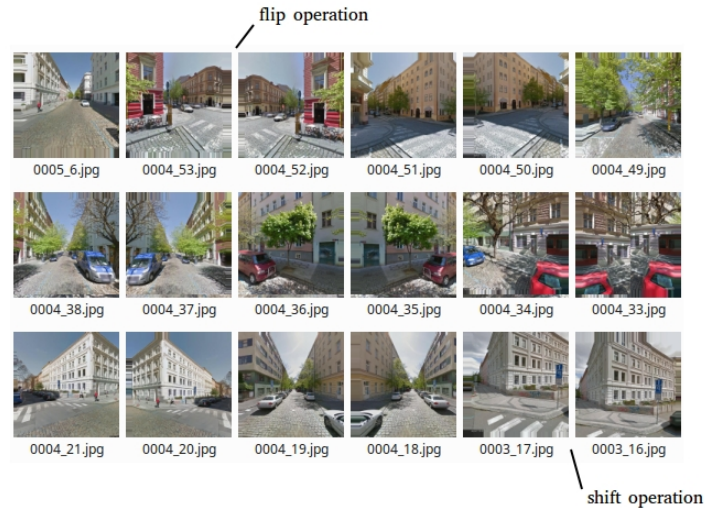 flip operation
0005_6.jpg 0004_53.jpg 0004_52.jpg 0004_51.jpg 0004_50.jpg 0004_49.jpg
0004_38.jpg 0004_37.jpg 0004_36.jpg 0004_35.jpg 0004_34.jpg 0004_33.jpg
0004_21.jpg 0004_20.jpg 0004_19.jpg 0004_18.jpg 0003_17.jpg 0003_16.jpg
shift operation